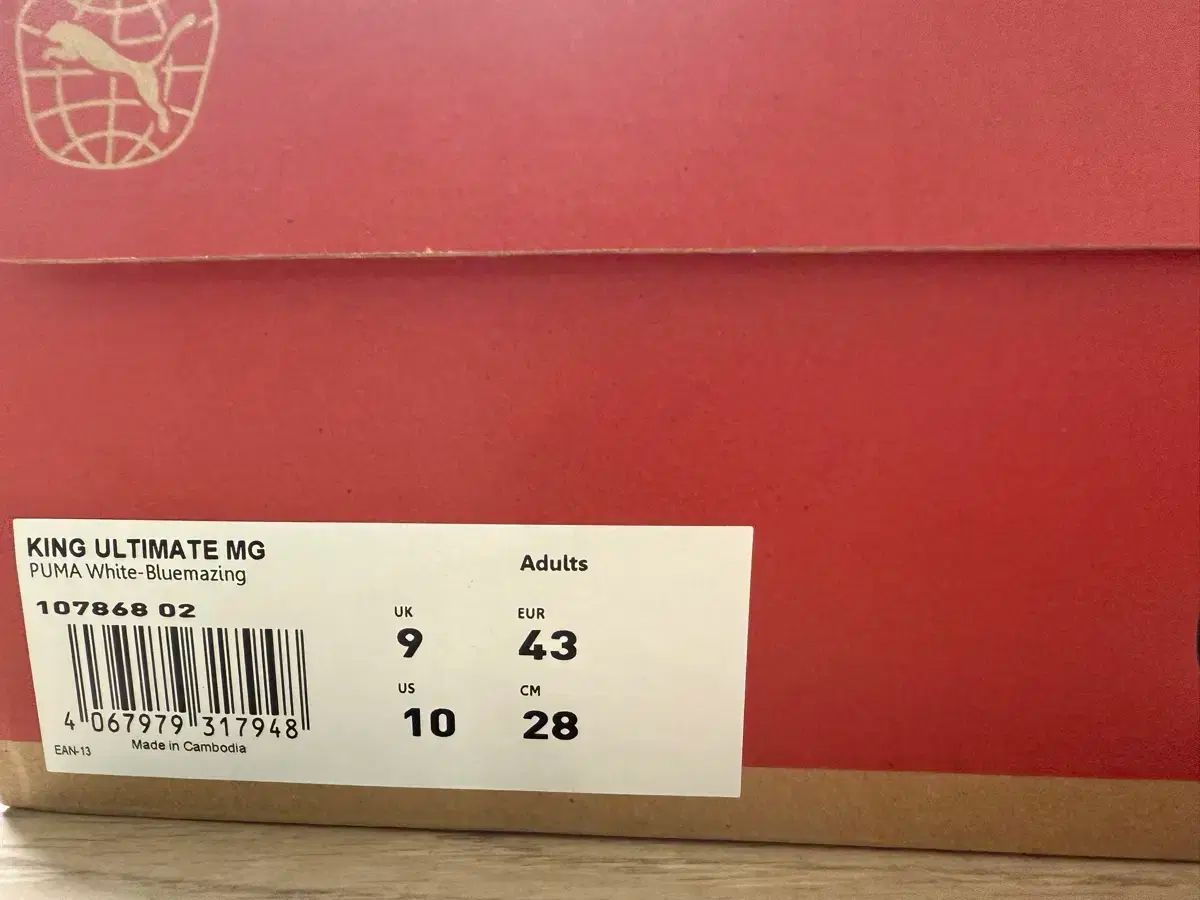 KING ULTIMATE MG
PUMA White-Bluemazing
Adults
107868 02
UK
EUR
9
43
US
CM
10
28
4 067979 317948
EAN-13
Made in Cambodia